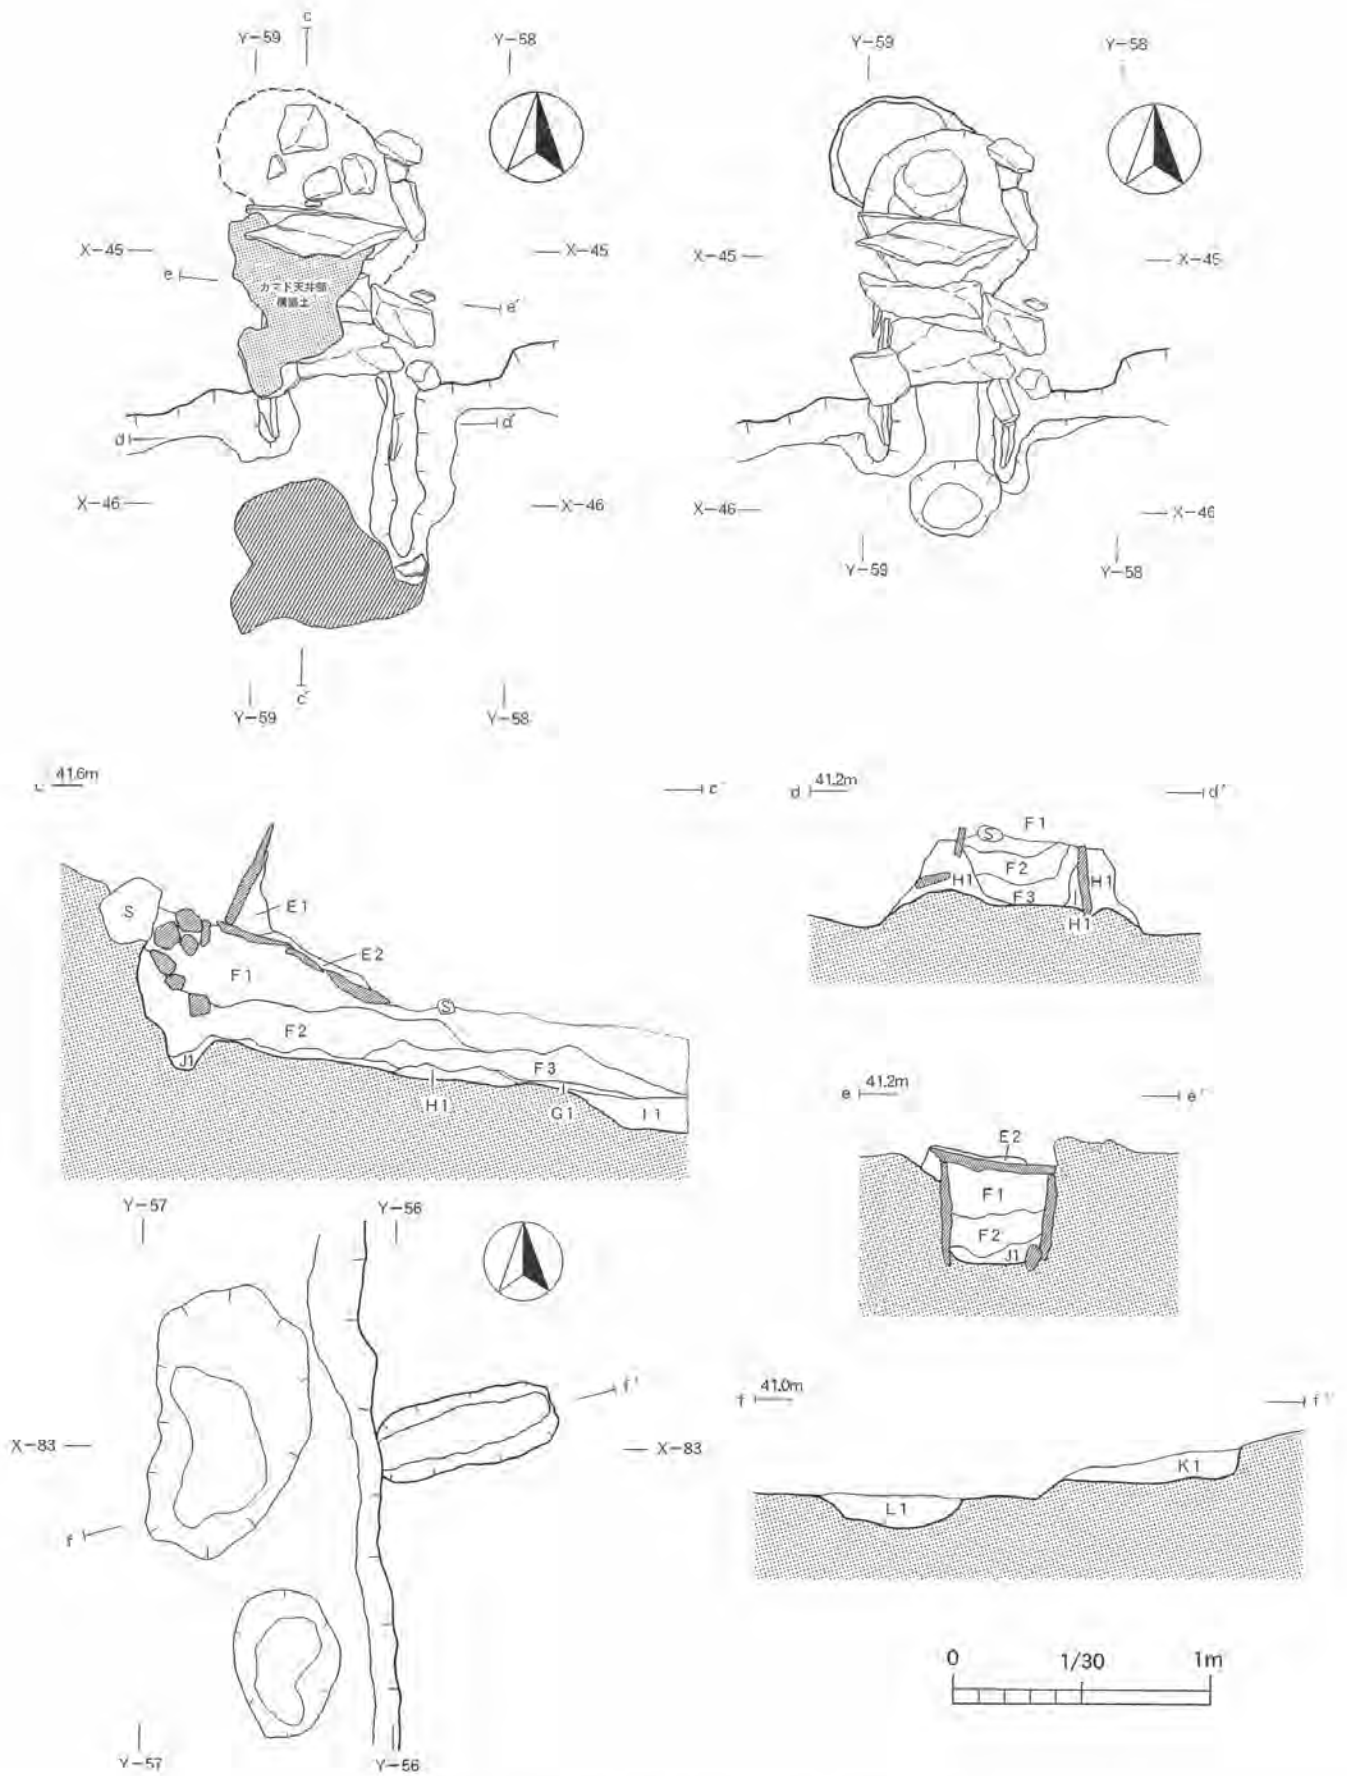 c
Y-59
Y-58
Y-59
Y-58
X-45
X-45
X-45
X-45
e
カマド天井部
構築土
e'
d
d'
X-46
X-46
X-46
X-46
Y-59
Y-58
c'
Y-59
Y-58
41.6m
c'
d
41.2m
d'
S
E1
E2
F1
F2
F3
J1
H1
G1
I1
F1
S
F2
H1
H1
F3
H1
e
41.2m
e'
E2
F1
F2
J1
Y-57
Y-56
f'
X-83
X-83
f
Y-57
Y-56
f
41.0m
f'
K1
L1
S
0
1/30
1m